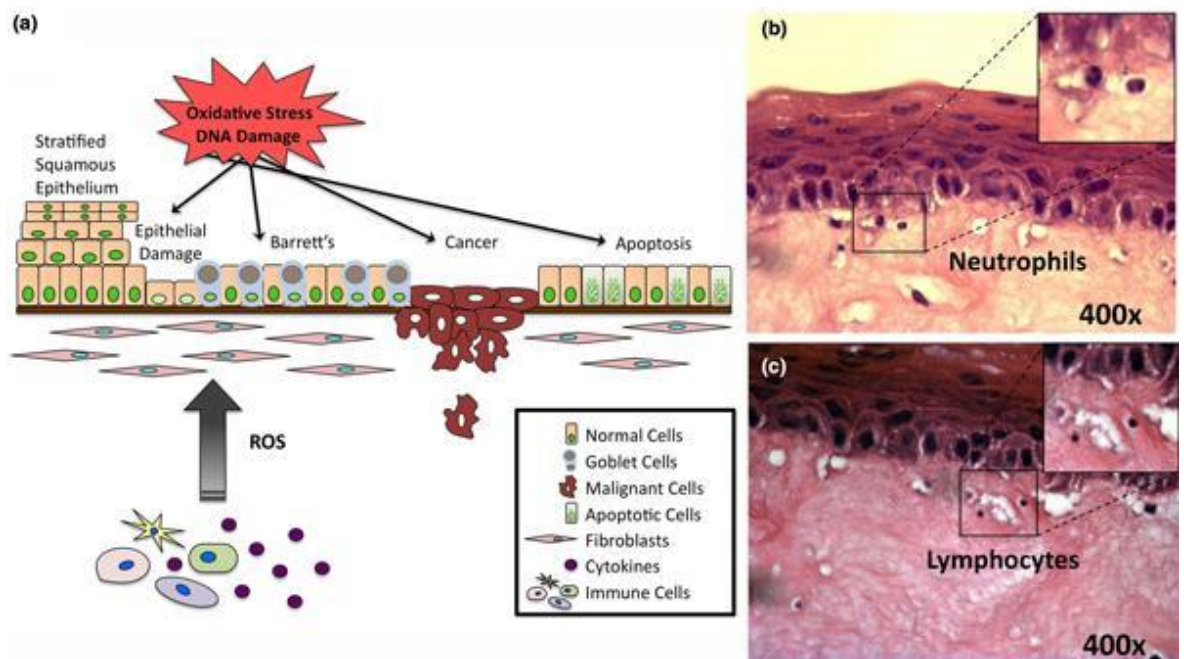 (a)
Oxidative Stress
DNA Damage
Stratified
Squamous
Epithelium
Epithelial
Damage
Barrett's
Cancer
Apoptosis
ROS
Normal Cells
Goblet Cells
Malignant Cells
Apoptotic Cells
Fibroblasts
Cytokines
Immune Cells
(b)
Neutrophils
400x
(c)
Lymphocytes
400x